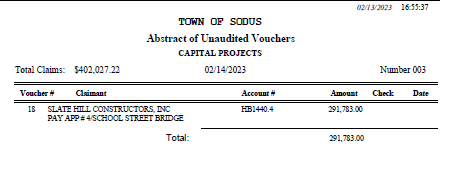 02/13/2023 16:55:37
TOWN OF SODUS
Abstract of Unaudited Vouchers
CAPITAL PROJECTS
Total Claims: $402,027.22 02/14/2023 Number 003
Voucher # Claimant Account # Amount Check Date
18 SLATE HILL CONSTRUCTORS, INC HB1440.4 291,783.00
PAY APP # 4/SCHOOL STREET BRIDGE
Total: 291,783.00